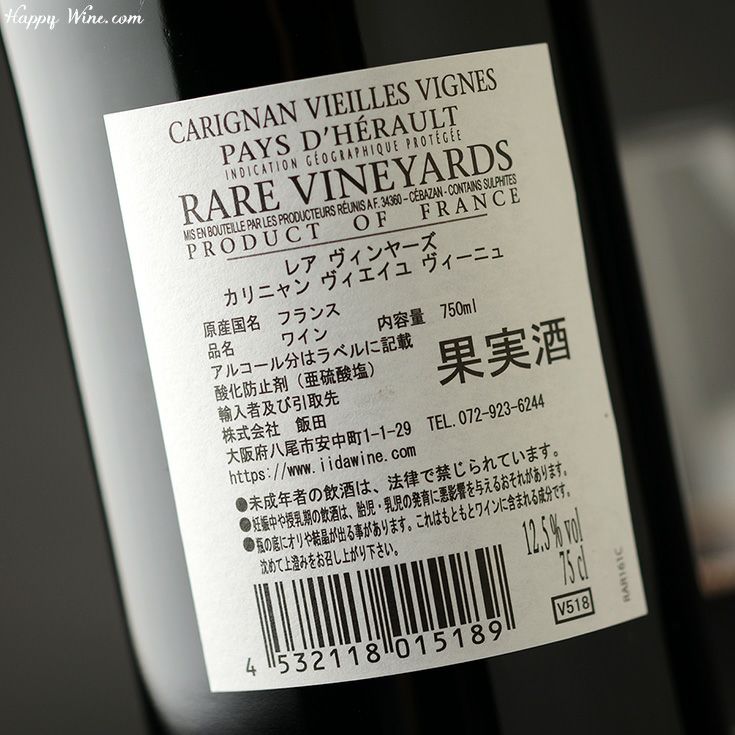 Happy Wine.com
CARIGNAN VIEILLES VIGNES
PAYS D'HÉRAULT
INDICATION GÉOGRAPHIQUE PROTÉGÉE
RARE VINEYARDS
MIS EN BOUTEILLE PAR LES PRODUCTEURS RÉUNIS A F. 34360 - CÉBAZAN - CONTAINS SULPHITES
PRODUCT OF FRANCE
レア ヴィンヤーズ
カリニャン ヴィエイユ ヴィーニュ
原産国名 フランス
品名 ワイン 内容量 750ml
アルコール分はラベルに記載
酸化防止剤（亜硫酸塩）
果実酒
輸入者及び引取先
株式会社 飯田
大阪府八尾市安中町1-1-29 TEL.072-923-6244
https://www.iidawine.com
●未成年者の飲酒は、法律で禁じられています。
●妊娠中や授乳期の飲酒は、胎児・乳児の発育に悪影響を与えるおそれがあります。
●瓶の底にオリや結晶が出る事があります。これはもともとワインに含まれる成分です。
沈めて上澄みをお召し上がり下さい。
12.5% vol
75 cl
V518
RAR161C
4 532118 015189